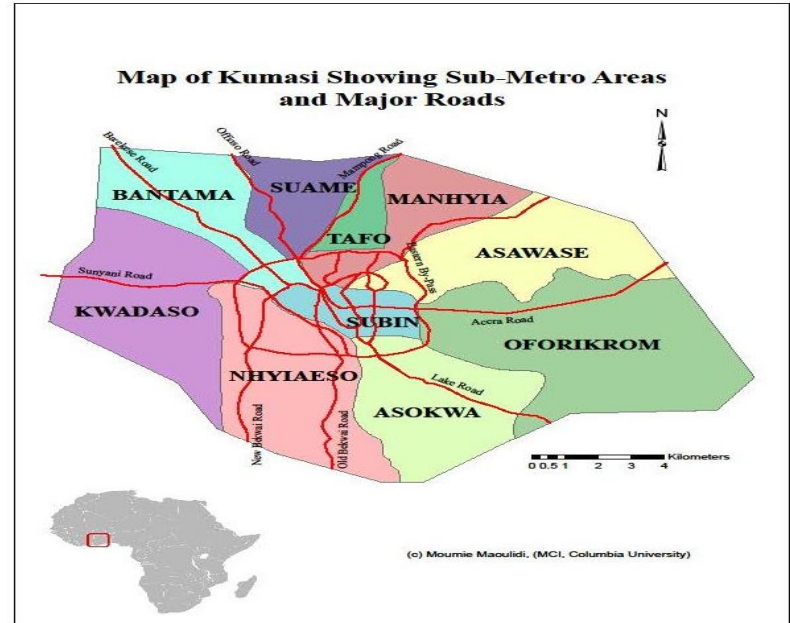 Map of Kumasi Showing Sub-Metro Areas
and Major Roads
N
Barekese Road
Offinso Road
Mampong Road
BANTAMA
SUAME
MANHYIA
TAFO
Eastern By-Pass
ASAWASE
Sunyani Road
KWADASO
SUBIN
Accra Road
OFORIKROM
NHYIAESO
Lake Road
ASOKWA
New Bekwai Road
Old Bekwai Road
Kilometers
0 0.5 1 2 3 4
(c) Moumie Maoulidi, (MCI, Columbia University)